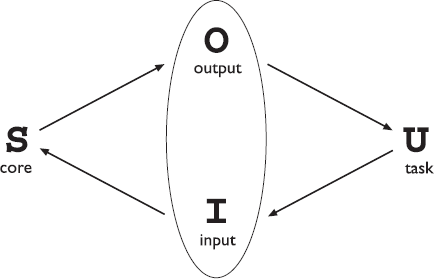 O
output
S
core
U
task
I
input